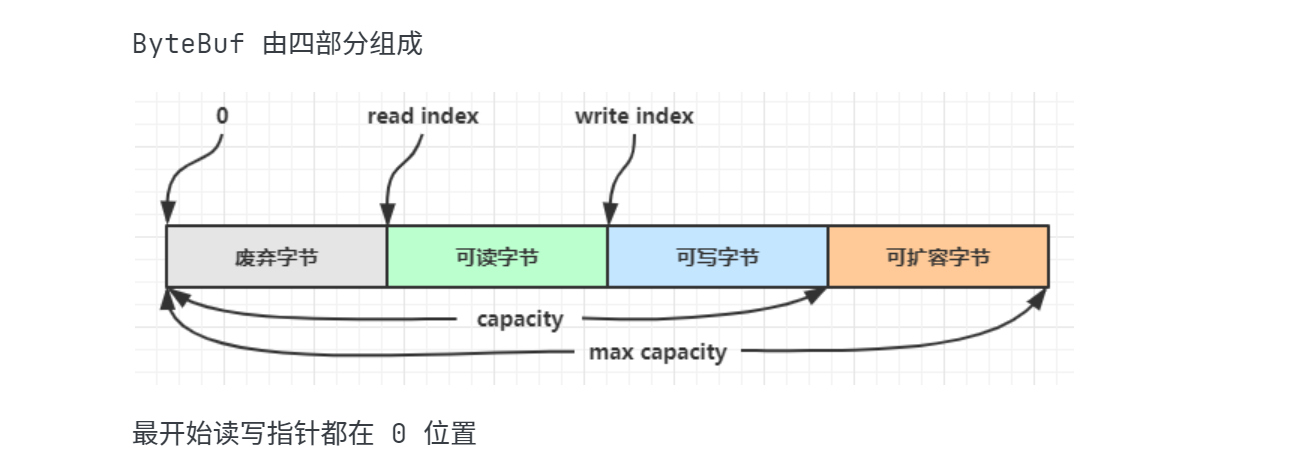 ByteBuf 由四部分组成
0 read index write index
废弃字节 可读字节 可写字节 可扩容字节
capacity
max capacity
最开始读写指针都在 0 位置